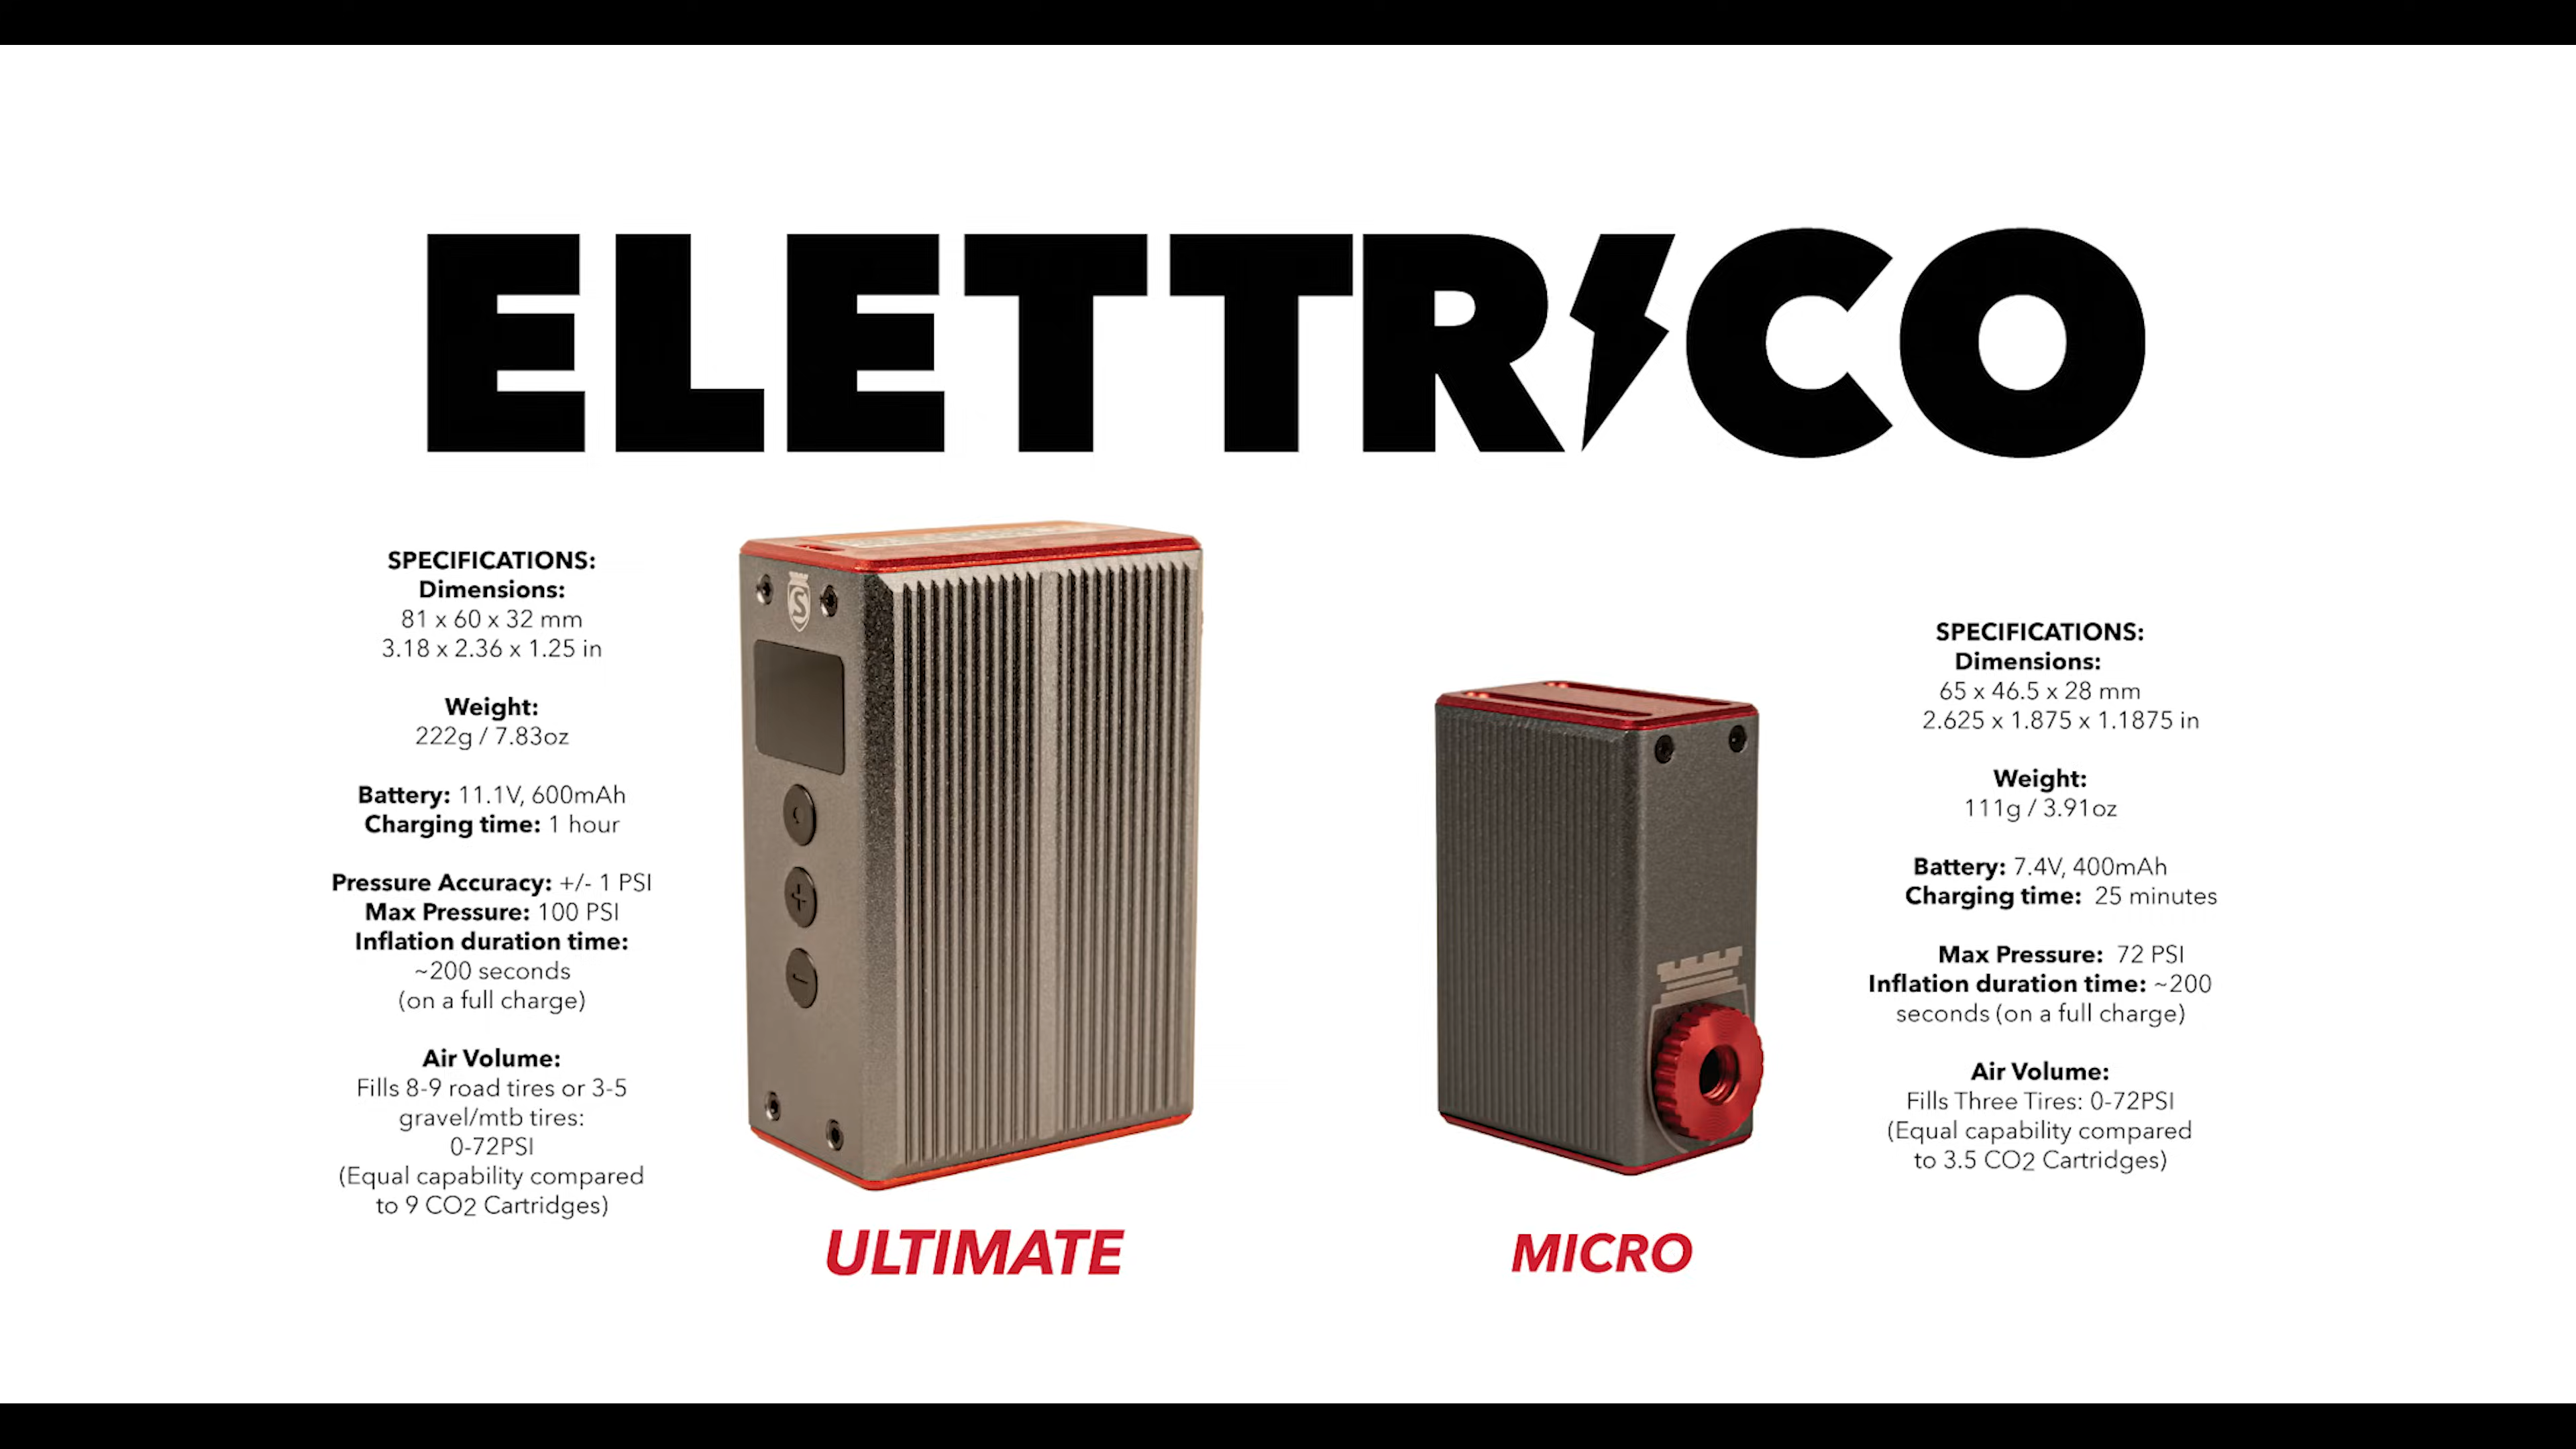 ELETTRICO
SPECIFICATIONS:
Dimensions:
81 x 60 x 32 mm
3.18 x 2.36 x 1.25 in
Weight:
222g / 7.83oz
Battery: 11.1V, 600mAh
Charging time: 1 hour
Pressure Accuracy: +/- 1 PSI
Max Pressure: 100 PSI
Inflation duration time:
~200 seconds
(on a full charge)
Air Volume:
Fills 8-9 road tires or 3-5
gravel/mtb tires:
0-72PSI
(Equal capability compared
to 9 CO2 Cartridges)
S
+
-
ULTIMATE
SPECIFICATIONS:
Dimensions:
65 x 46.5 x 28 mm
2.625 x 1.875 x 1.1875 in
Weight:
111g / 3.91oz
Battery: 7.4V, 400mAh
Charging time: 25 minutes
Max Pressure: 72 PSI
Inflation duration time: ~200
seconds (on a full charge)
Air Volume:
Fills Three Tires: 0-72PSI
(Equal capability compared
to 3.5 CO2 Cartridges)
MICRO